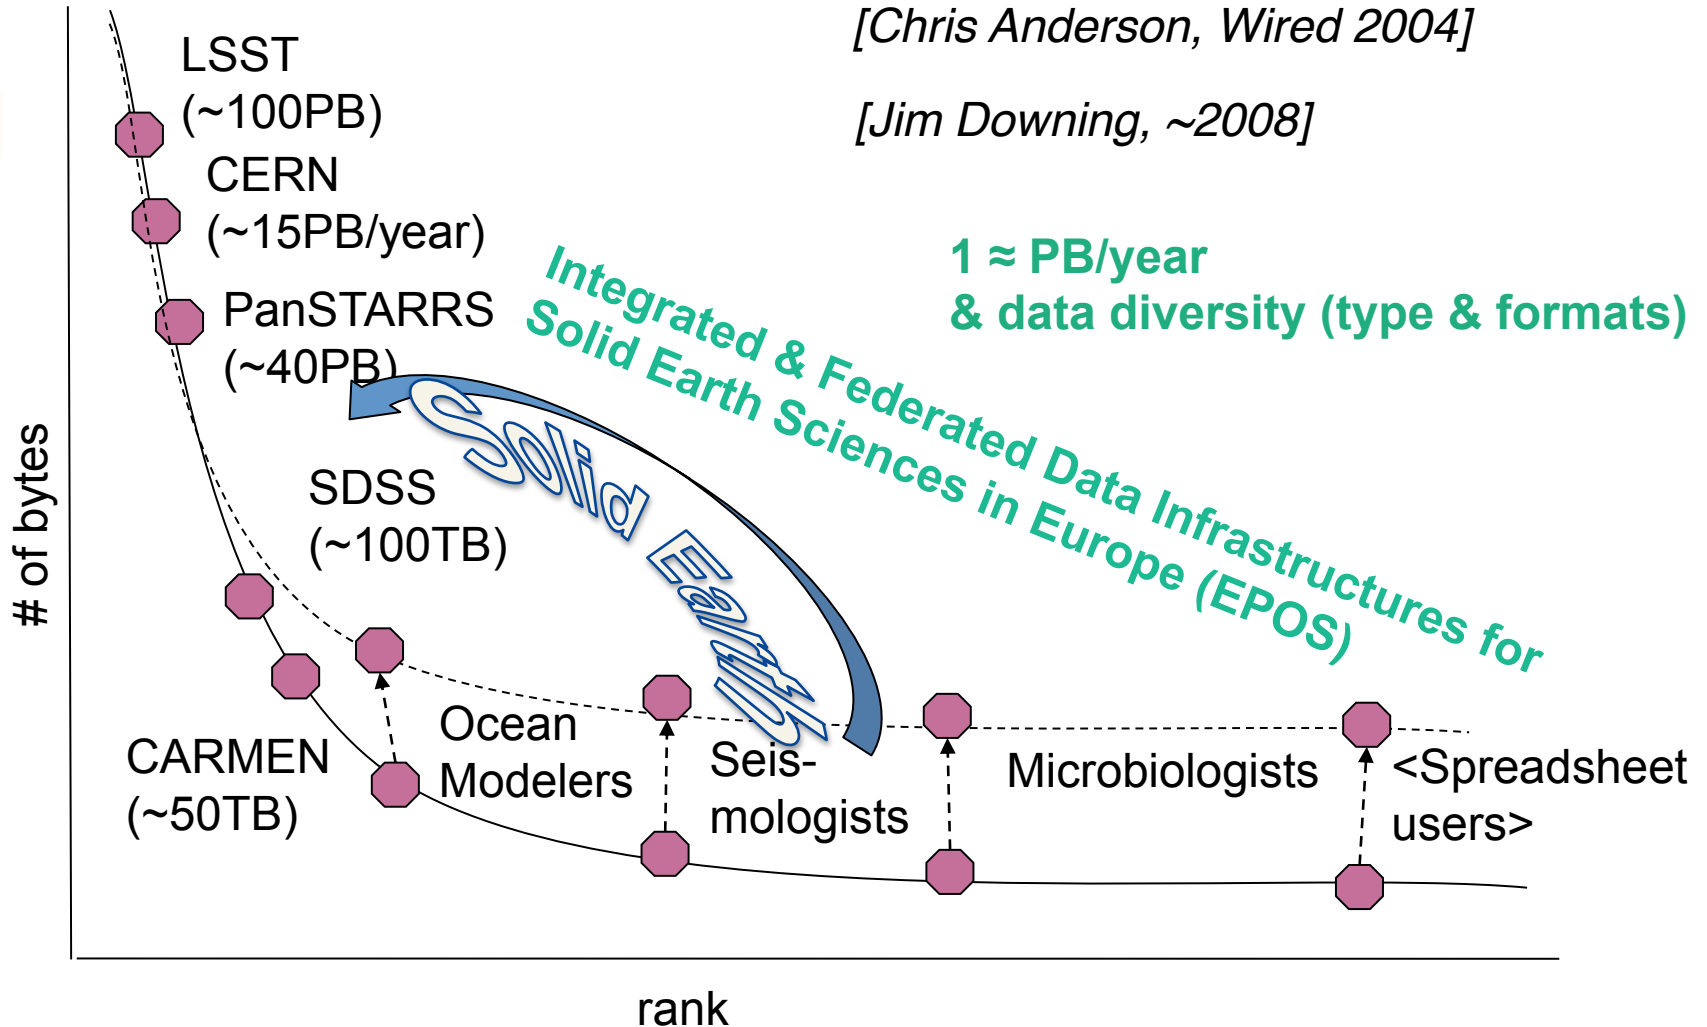 [Chris Anderson, Wired 2004]
[Jim Downing, ~2008]
LSST
(~100PB)
CERN
(~15PB/year)
1 ≈ PB/year
& data diversity (type & formats)
PanSTARRS
(~40PB)
Integrated & Federated Data Infrastructures for
Solid Earth Sciences in Europe (EPOS)
Solid Earth
SDSS
(~100TB)
# of bytes
CARMEN
(~50TB)
Ocean
Modelers
Seis-
mologists
Microbiologists
<Spreadsheet
users>
rank